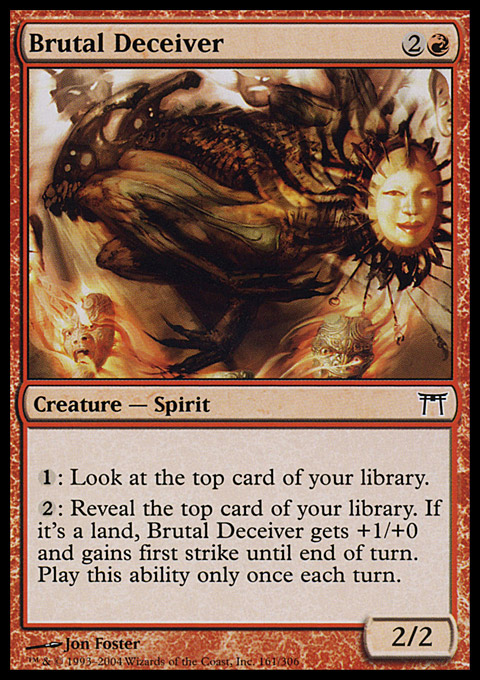 Brutal Deceiver 2
Creature — Spirit
1: Look at the top card of your library.
2: Reveal the top card of your library. If
it's a land, Brutal Deceiver gets +1/+0
and gains first strike until end of turn.
Play this ability only once each turn.
Jon Foster
2/2
™ & © 1993-2004 Wizards of the Coast, Inc. 161/306